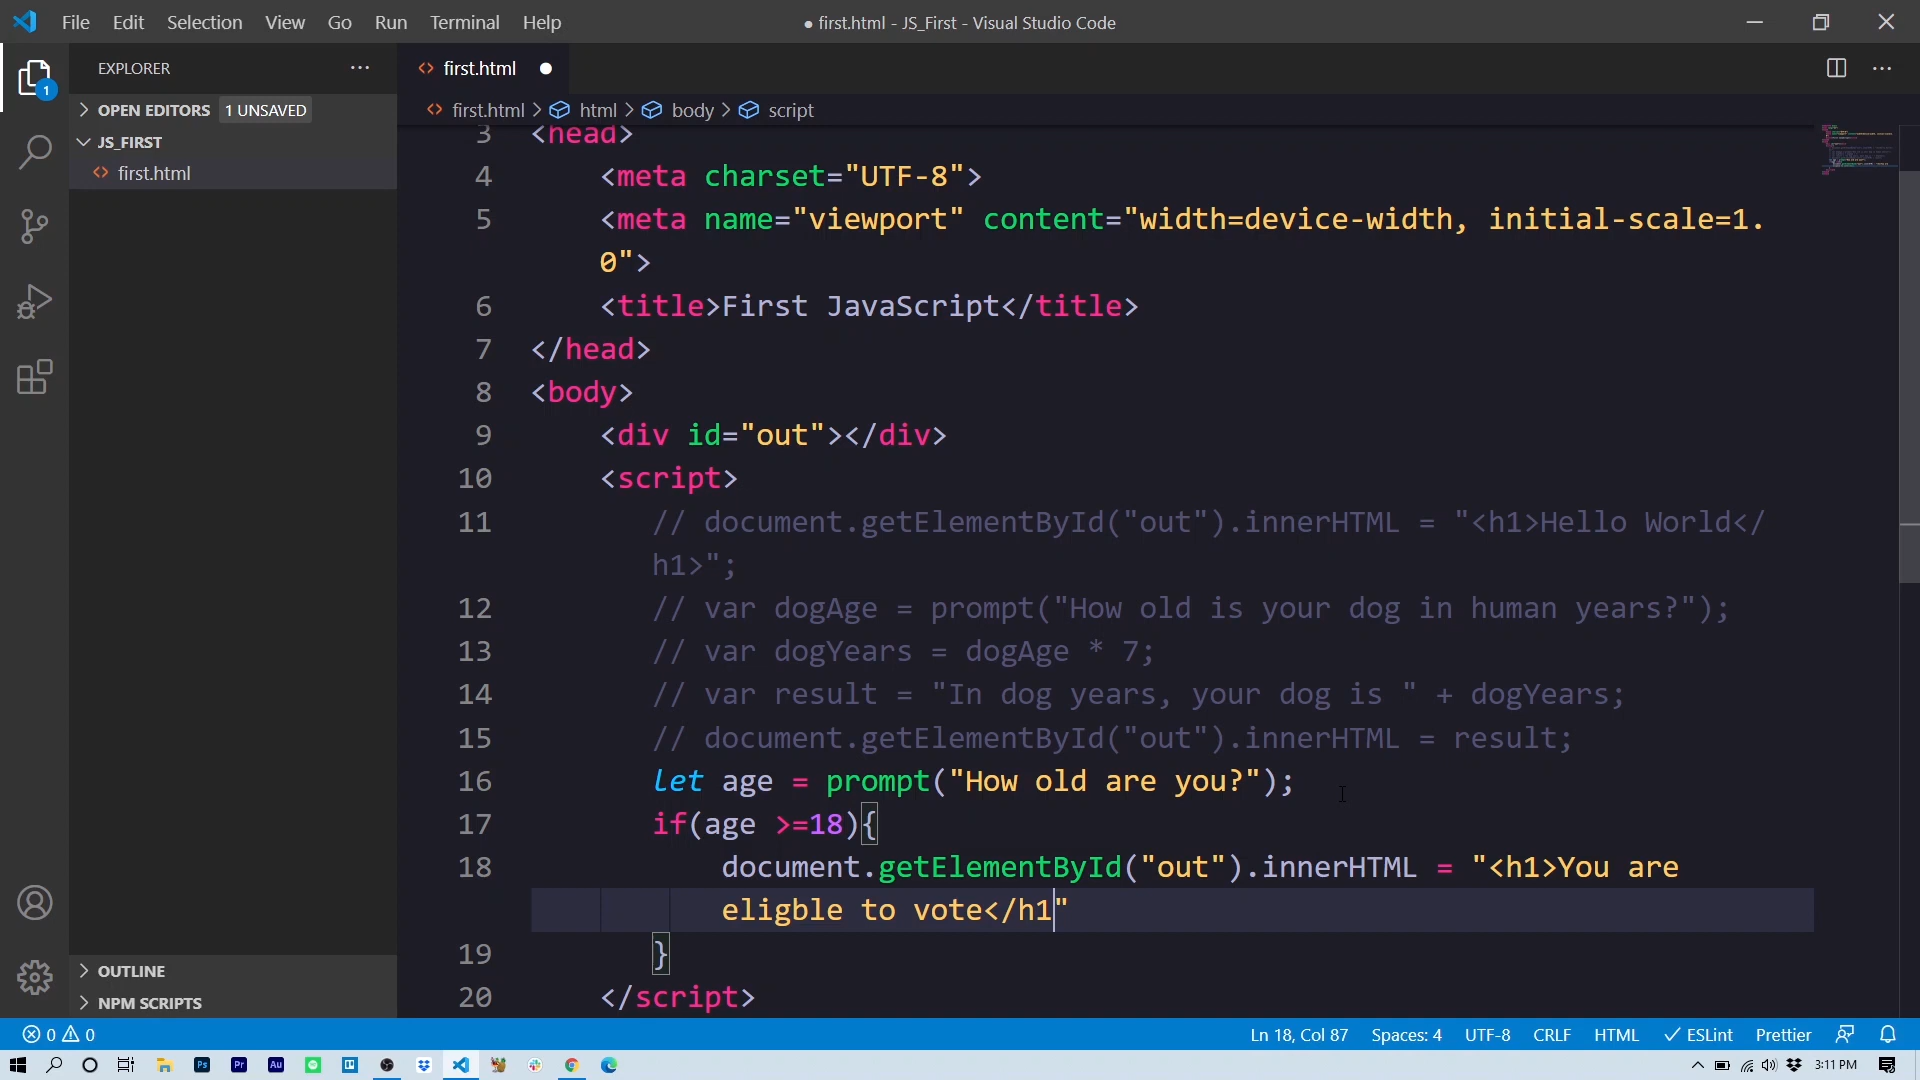 File Edit Selection View Go Run Terminal Help
● first.html - JS_First - Visual Studio Code
EXPLORER
OPEN EDITORS 1 UNSAVED
JS_FIRST
first.html
OUTLINE
NPM SCRIPTS
first.html
first.html > html > body > script
3 <head>
4 <meta charset="UTF-8">
5 <meta name="viewport" content="width=device-width, initial-scale=1.
0">
6 <title>First JavaScript</title>
7 </head>
8 <body>
9 <div id="out"></div>
10 <script>
11 // document.getElementById("out").innerHTML = "<h1>Hello World</
h1>";
12 // var dogAge = prompt("How old is your dog in human years?");
13 // var dogYears = dogAge * 7;
14 // var result = "In dog years, your dog is " + dogYears;
15 // document.getElementById("out").innerHTML = result;
16 let age = prompt("How old are you?");
17 if(age >=18){
18 document.getElementById("out").innerHTML = "<h1>You are
eligble to vote</h1"
19 }
20 </script>
0 0
Ln 18, Col 87 Spaces: 4 UTF-8 CRLF HTML ESLint Prettier
1
Ps Pr Au
3:11 PM